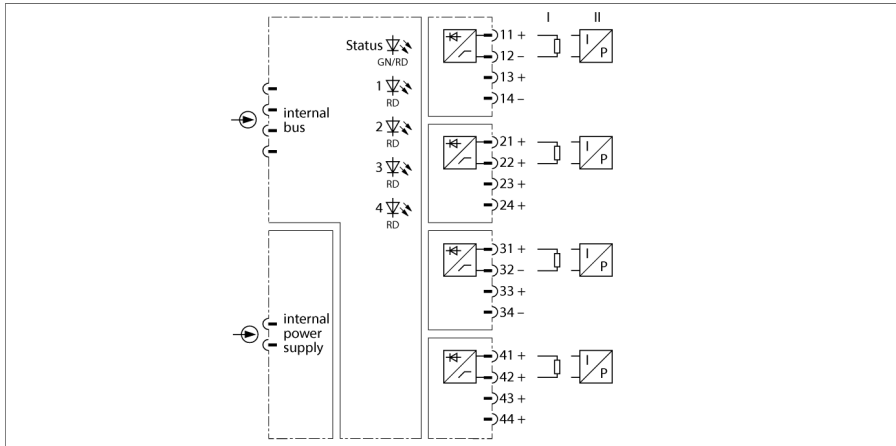 I II
Status
GN/RD
1
RD
2
RD
3
RD
4
RD
internal
bus
internal
power
supply
11 +
12 –
13 +
14 –
I
P
21 +
22 +
23 +
24 +
I
P
31 +
32 –
33 +
34 –
I
P
41 +
42 +
43 +
44 +
I
P